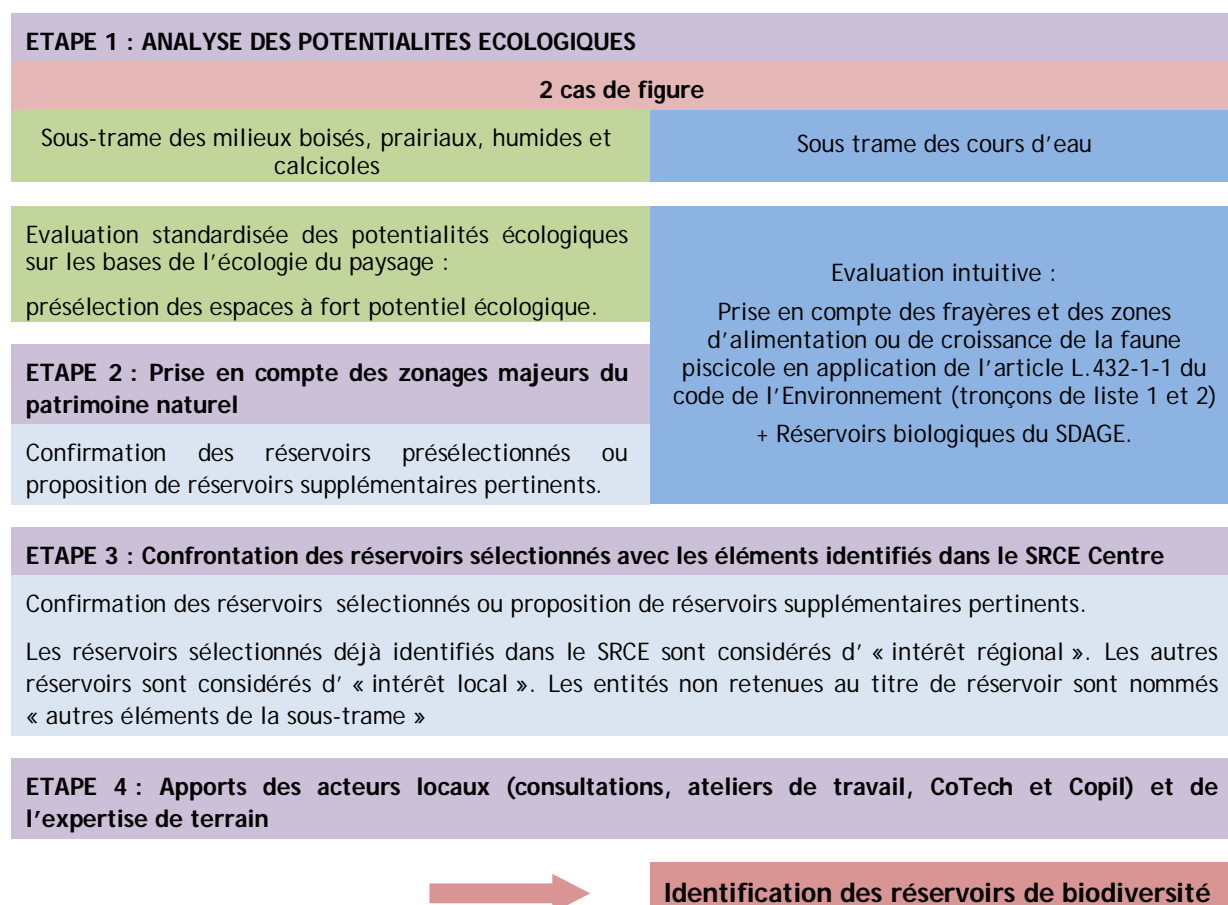 ETAPE 1 : ANALYSE DES POTENTIALITES ECOLOGIQUES
2 cas de figure
Sous-trame des milieux boisés, prairiaux, humides et
calcicoles
Sous trame des cours d'eau
Evaluation standardisée des potentialités écologiques
sur les bases de l'écologie du paysage :
présélection des espaces à fort potentiel écologique.
ETAPE 2 : Prise en compte des zonages majeurs du
patrimoine naturel
Confirmation des réservoirs présélectionnés ou
proposition de réservoirs supplémentaires pertinents.
Evaluation intuitive :
Prise en compte des frayères et des zones
d'alimentation ou de croissance de la faune
piscicole en application de l'article L.432-1-1 du
code de l'Environnement (tronçons de liste 1 et 2)
+ Réservoirs biologiques du SDAGE.
ETAPE 3 : Confrontation des réservoirs sélectionnés avec les éléments identifiés dans le SRCE Centre
Confirmation des réservoirs sélectionnés ou proposition de réservoirs supplémentaires pertinents.
Les réservoirs sélectionnés déjà identifiés dans le SRCE sont considérés d' « intérêt régional ». Les autres
réservoirs sont considérés d' « intérêt local ». Les entités non retenues au titre de réservoir sont nommés
« autres éléments de la sous-trame »
ETAPE 4 : Apports des acteurs locaux (consultations, ateliers de travail, CoTech et Copil) et de
l'expertise de terrain
Identification des réservoirs de biodiversité